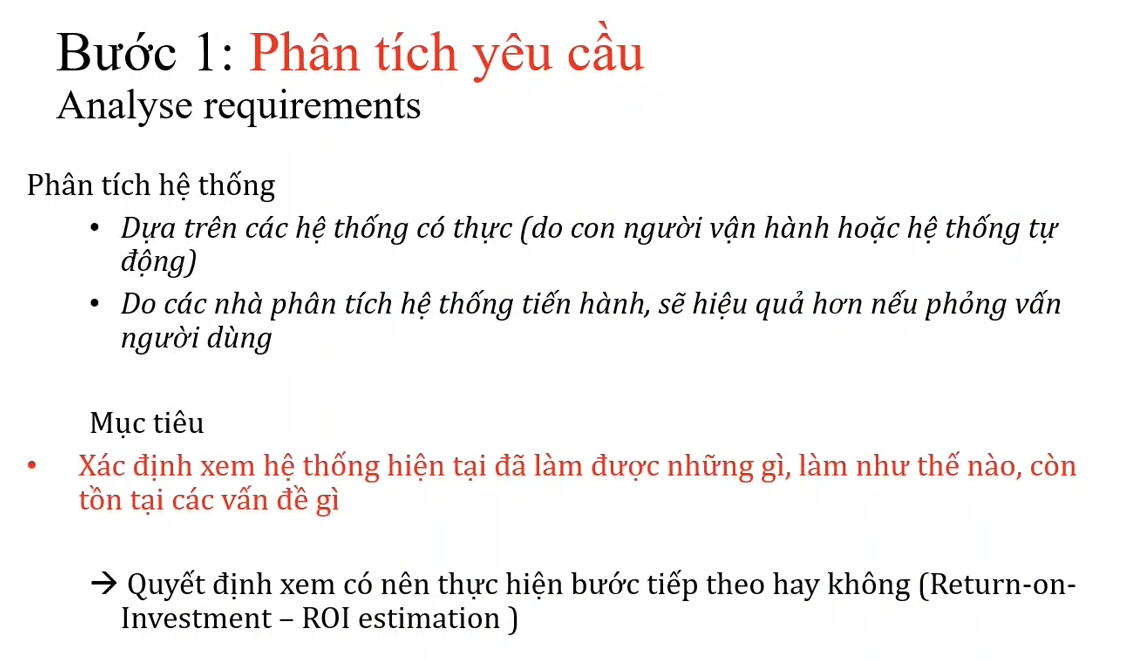 Bước 1: Phân tích yêu cầu
Analyse requirements
Phân tích hệ thống
• Dựa trên các hệ thống có thực (do con người vận hành hoặc hệ thống tự
động)
• Do các nhà phân tích hệ thống tiến hành, sẽ hiệu quả hơn nếu phỏng vấn
người dùng
Mục tiêu
• Xác định xem hệ thống hiện tại đã làm được những gì, làm như thế nào, còn
tồn tại các vấn đề gì
→ Quyết định xem có nên thực hiện bước tiếp theo hay không (Return-on-
Investment – ROI estimation )